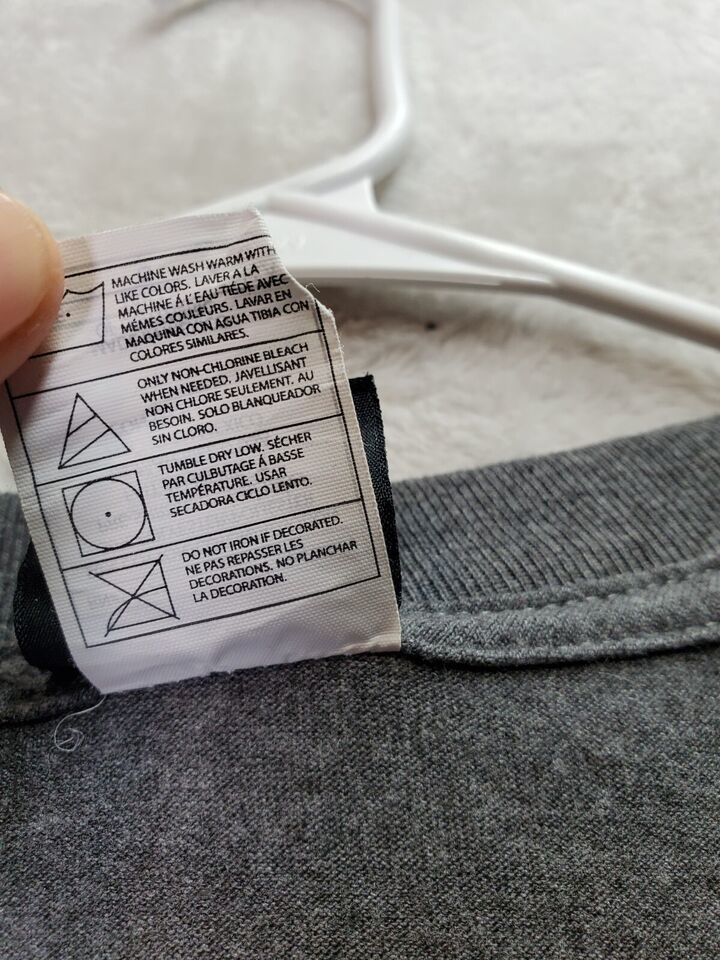 MACHINE WASH WARM WITH
LIKE COLORS. LAVER A LA
MACHINE Á L'EAU TIÉDE AVEC
MÊMES COULEURS. LAVAR EN
MAQUINA CON AGUA TIBIA CON
COLORES SIMILARES.
ONLY NON-CHLORINE BLEACH
WHEN NEEDED. JAVELLISANT
NON CHLORE SEULEMENT. AU
BESOIN. SOLO BLANQUEADOR
SIN CLORO.
TUMBLE DRY LOW. SÉCHER
PAR CULBUTAGE Á BASSE
TEMPÉRATURE. USAR
SECADORA CICLO LENTO.
DO NOT IRON IF DECORATED.
NE PAS REPASSER LES
DECORATIONS. NO PLANCHAR
LA DECORATION.